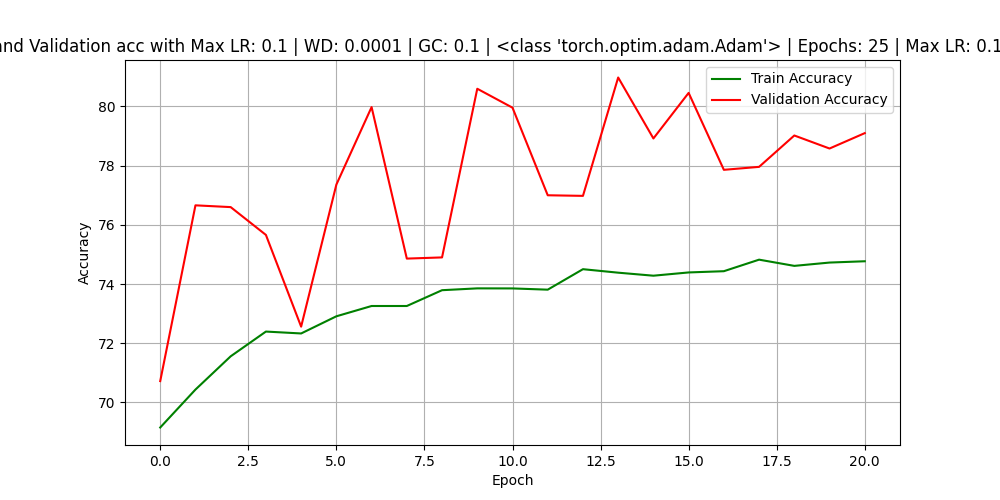 and Validation acc with Max LR: 0.1 | WD: 0.0001 | GC: 0.1 | <class 'torch.optim.adam.Adam'> | Epochs: 25 | Max LR: 0.1
Train Accuracy
Validation Accuracy
80
78
76
74
72
70
Accuracy
0.0 2.5 5.0 7.5 10.0 12.5 15.0 17.5 20.0
Epoch